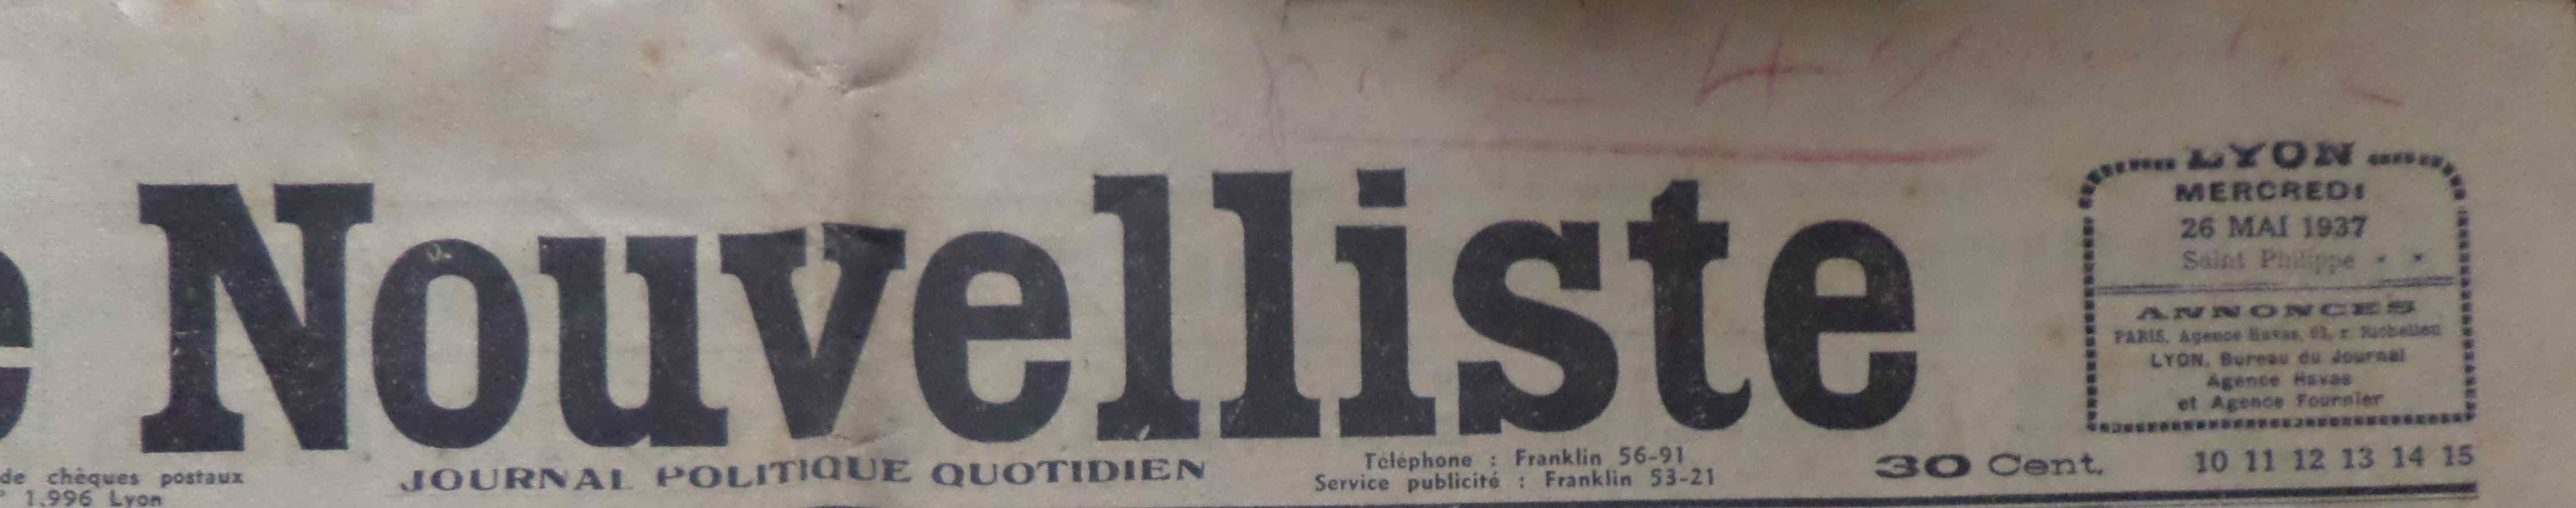 e Nouvelliste
LYON
MERCREDI
26 MAI 1937
Saint Philippe
ANNONCES
PARIS, Agence Havas, 61, r. Richelieu
LYON, Bureau du Journal
Agence Havas
et Agence Fournier
de chèques postaux
1.996 Lyon
JOURNAL POLITIQUE QUOTIDIEN
Téléphone : Franklin 56-91
Service publicité : Franklin 53-21
30 Cent.
10 11 12 13 14 15